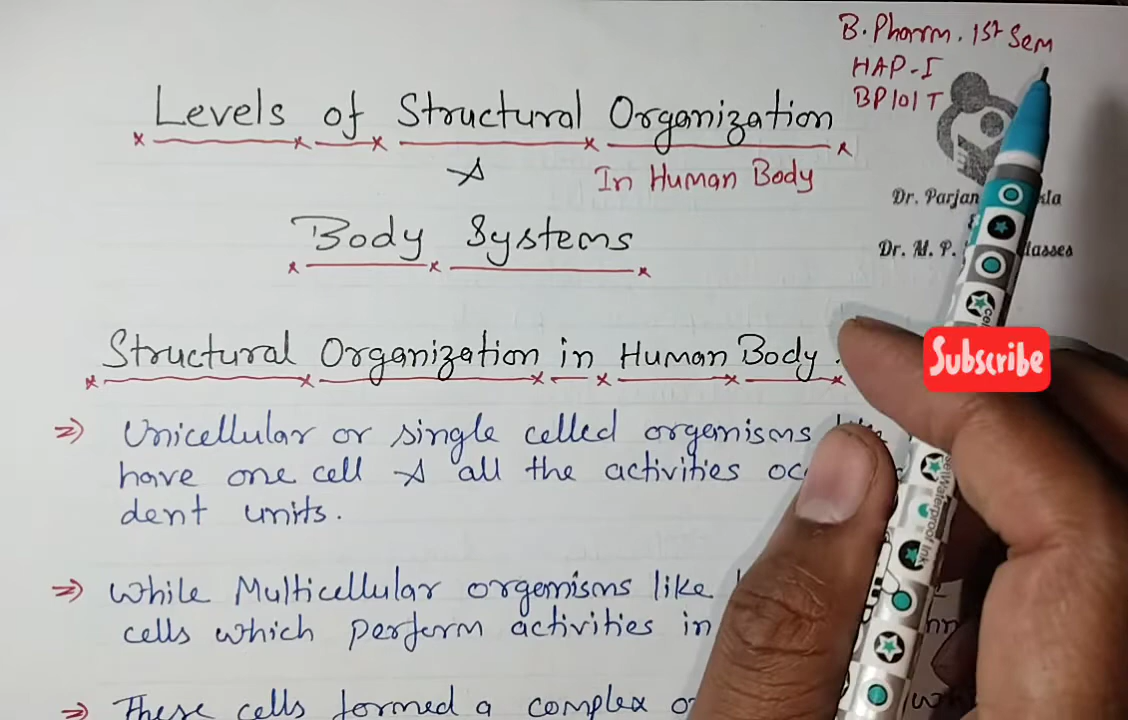 B. Pharm. 1st Sem
HAP-I
BP101T
Levels of Structural Organization
&
In Human Body
Body Systems
Dr. Parjan
Dr. M. P.
Subscribe
Structural Organization in Human Body
=> Unicellular or single celled organisms
have one cell & all the activities
dent units.
=> While Multicellular organisms like
cells which perform activities in
=> These cells formed a complex